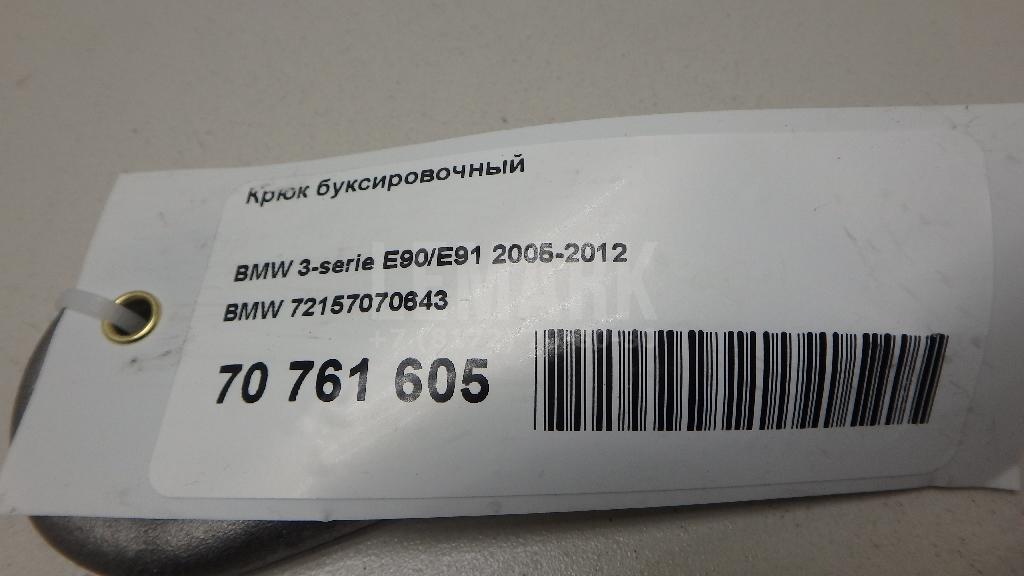 Крюк буксировочный
BMW 3-serie E90/E91 2005-2012
BMW 72157070643
70 761 605